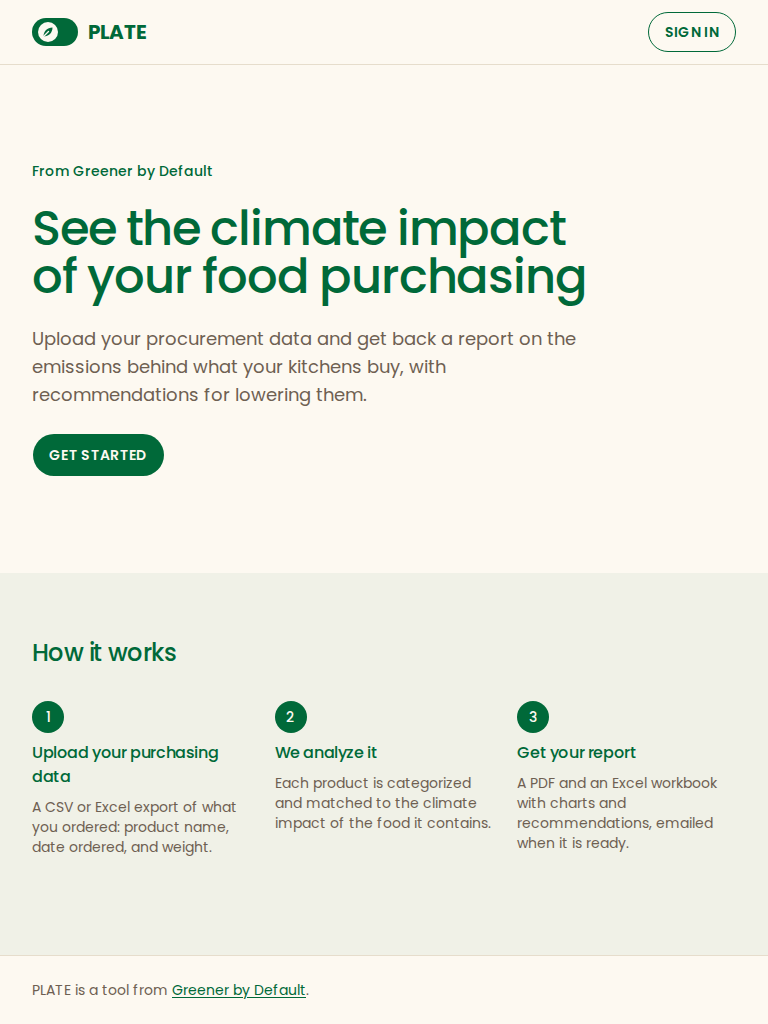 PLATE
SIGN IN
From Greener by Default
See the climate impact
of your food purchasing
Upload your procurement data and get back a report on the
emissions behind what your kitchens buy, with
recommendations for lowering them.
GET STARTED
How it works
1
Upload your purchasing
data
A CSV or Excel export of what
you ordered: product name,
date ordered, and weight.
2
We analyze it
Each product is categorized
and matched to the climate
impact of the food it contains.
3
Get your report
A PDF and an Excel workbook
with charts and
recommendations, emailed
when it is ready.
PLATE is a tool from Greener by Default.